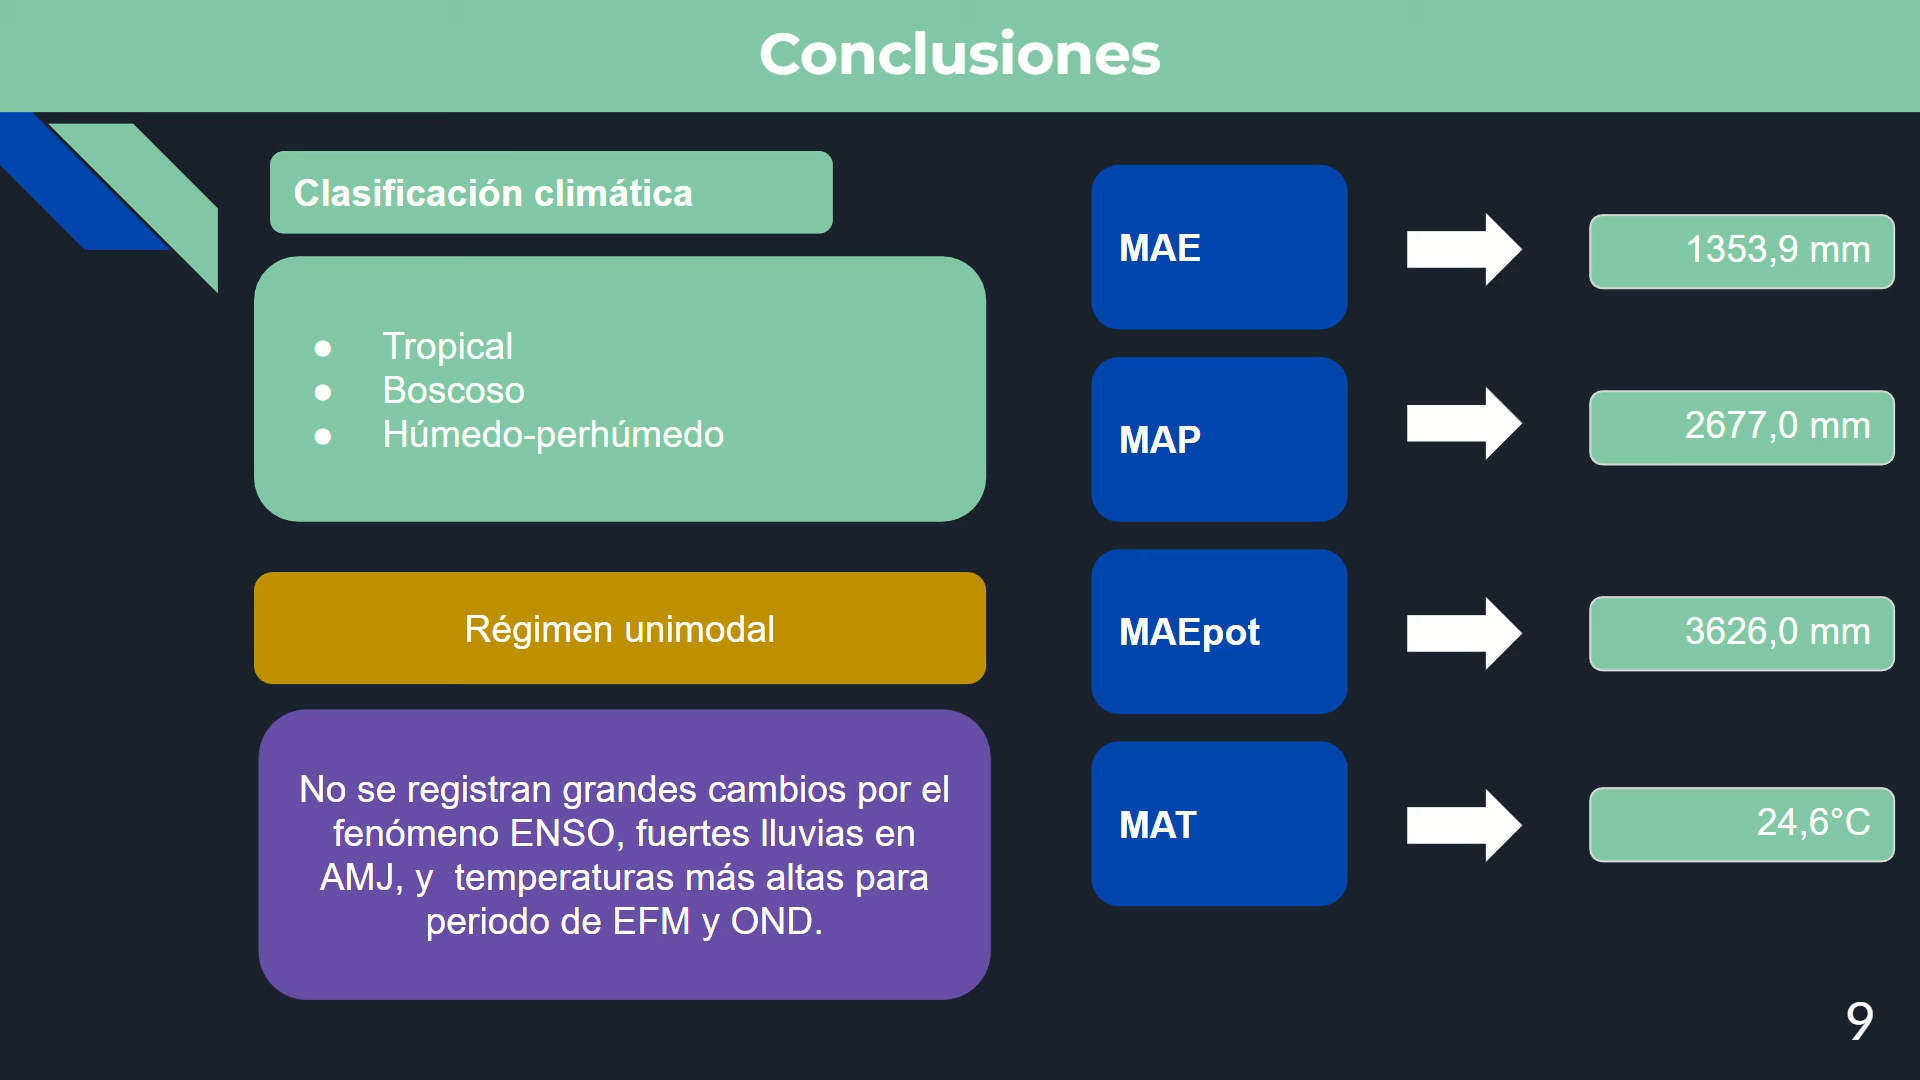 Conclusiones
Clasificación climática
● Tropical
● Boscoso
● Húmedo-perhúmedo
Régimen unimodal
No se registran grandes cambios por el
fenómeno ENSO, fuertes lluvias en
AMJ, y  temperaturas más altas para
periodo de EFM y OND.
MAE
1353,9 mm
MAP
2677,0 mm
MAEpot
3626,0 mm
MAT
24,6°C
9